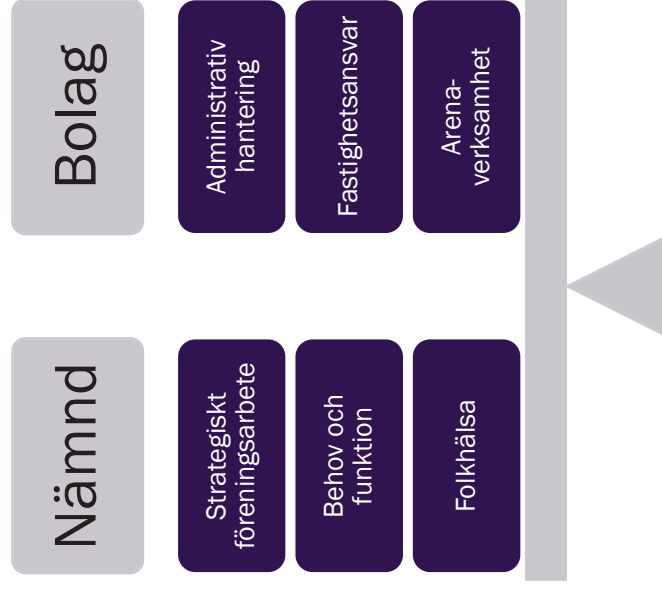 Nämnd
Strategiskt
föreningsarbete
Behov och
funktion
Folkhälsa
Bolag
Administrativ
hantering
Fastighetsansvar
Arena-
verksamhet